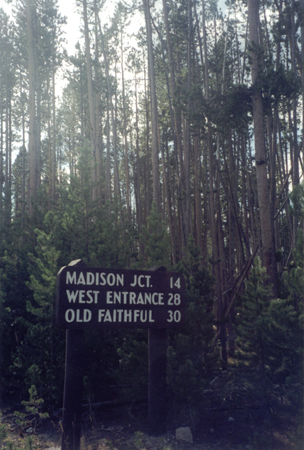 MADISON JCT. 14
WEST ENTRANCE 28
OLD FAITHFUL 30